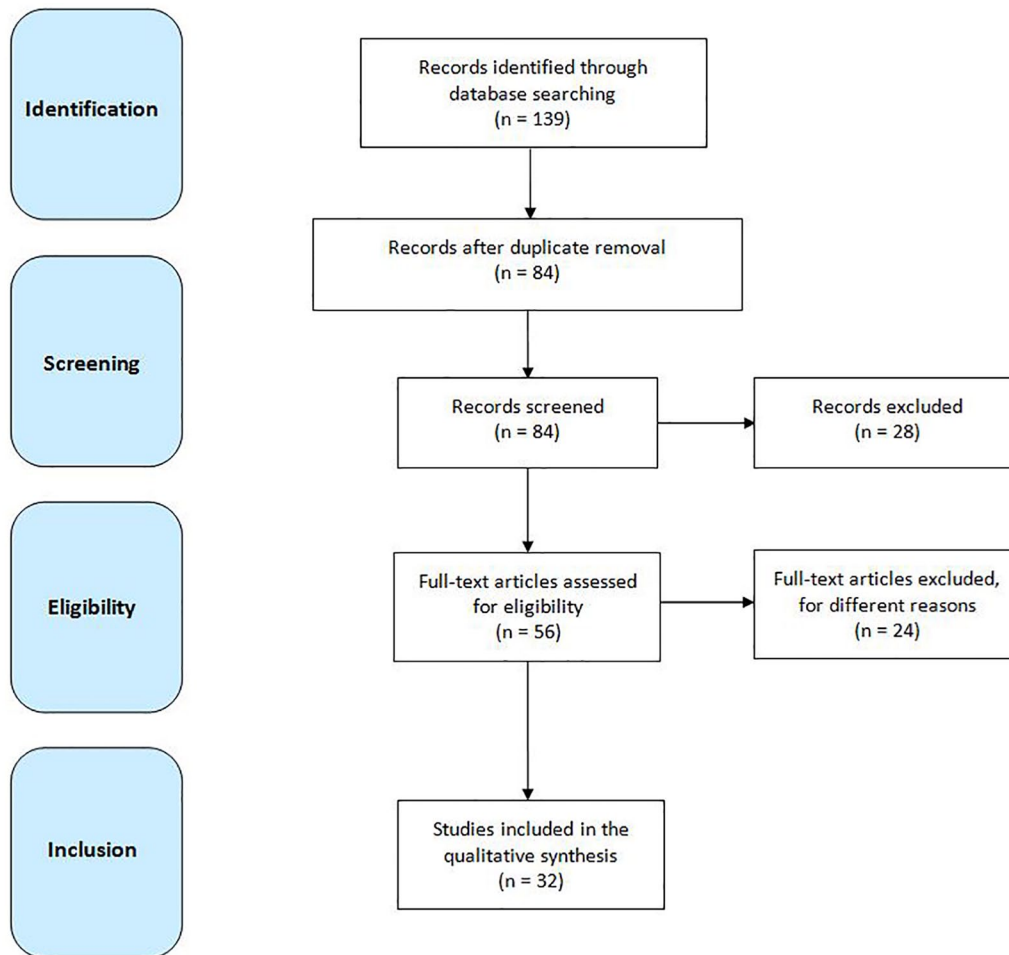 Identification
Records identified through
database searching
(n = 139)
Records after duplicate removal
(n = 84)
Screening
Records screened
(n = 84)
Records excluded
(n = 28)
Eligibility
Full-text articles assessed
for eligibility
(n = 56)
Full-text articles excluded,
for different reasons
(n = 24)
Inclusion
Studies included in the
qualitative synthesis
(n = 32)